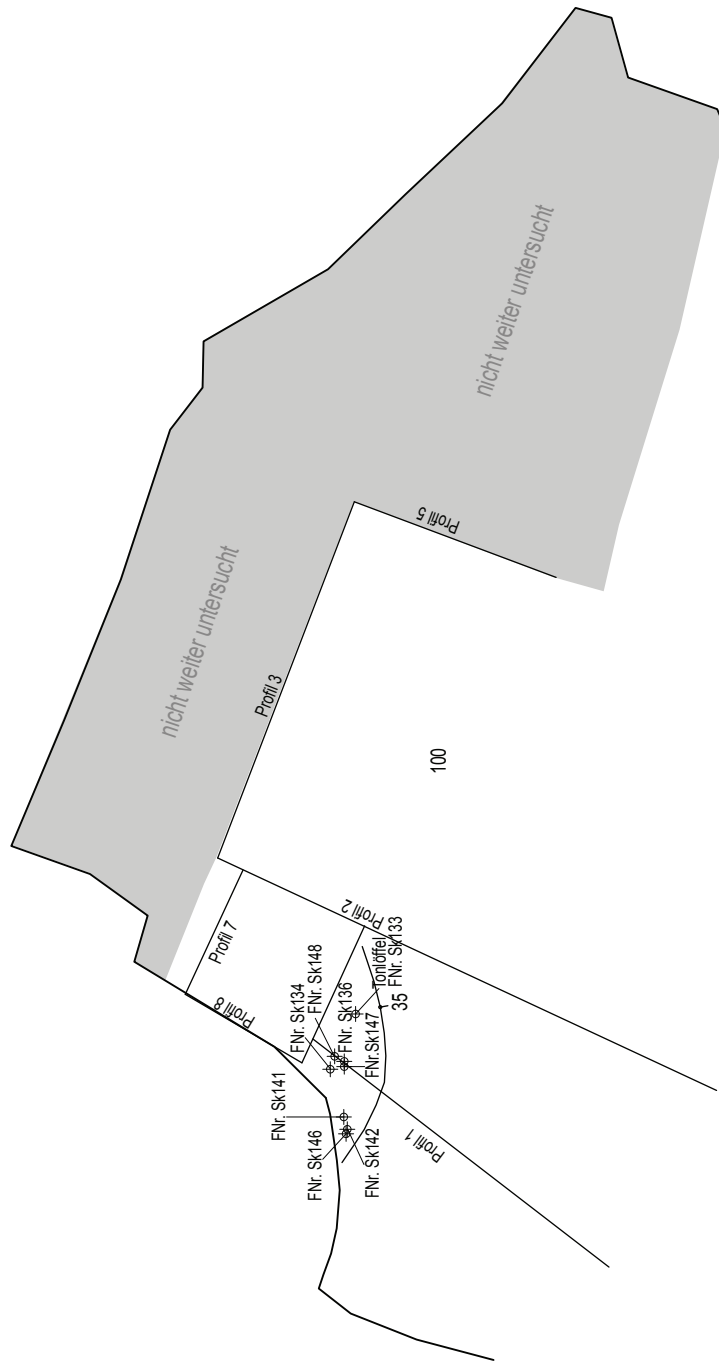 nicht weiter untersucht
nicht weiter untersucht
Profil 5
Profil 3
100
Profil 7
Profil 2
Profil 8
Tonlöffel
FNr. Sk133
FNr. Sk134
FNr. Sk148
FNr. Sk136
FNr.Sk147
35
FNr. Sk141
FNr. Sk146
FNr. Sk142
Profil 1